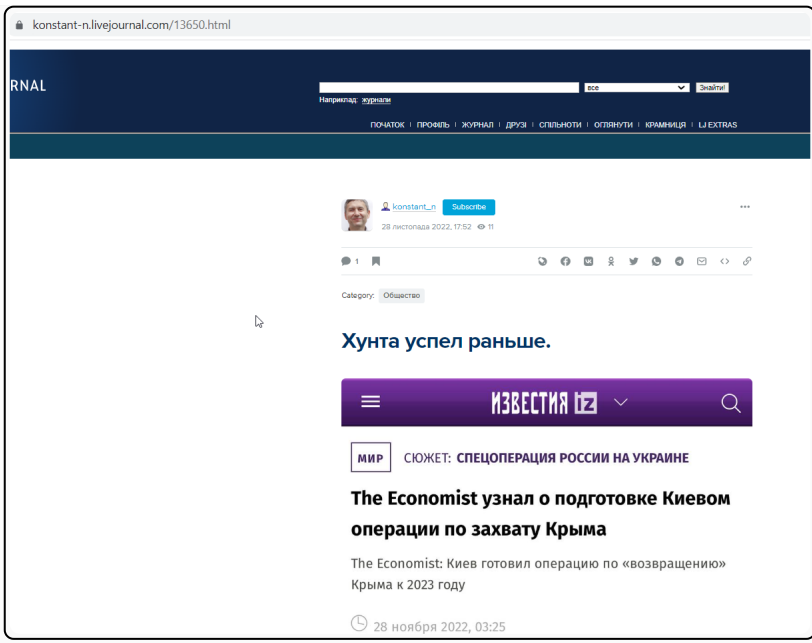 konstant-n.livejournal.com/13650.html
RNAL
все
Знайти!
Наприклад: журнали
ПОЧАТОК | ПРОФІЛЬ | ЖУРНАЛ | ДРУЗІ | СПІЛЬНОТИ | ОГЛЯНУТИ | КРАМНИЦЯ | LJ EXTRAS
konstant_n Subscribe
28 листопада 2022, 17:52 11
1
Category: Общество
Хунта успел раньше.
ИЗВЕСТИЯ iz
МИР СЮЖЕТ: СПЕЦОПЕРАЦИЯ РОССИИ НА УКРАИНЕ
The Economist узнал о подготовке Киевом
операции по захвату Крыма
The Economist: Киев готовил операцию по «возвращению»
Крыма к 2023 году
28 ноября 2022, 03:25